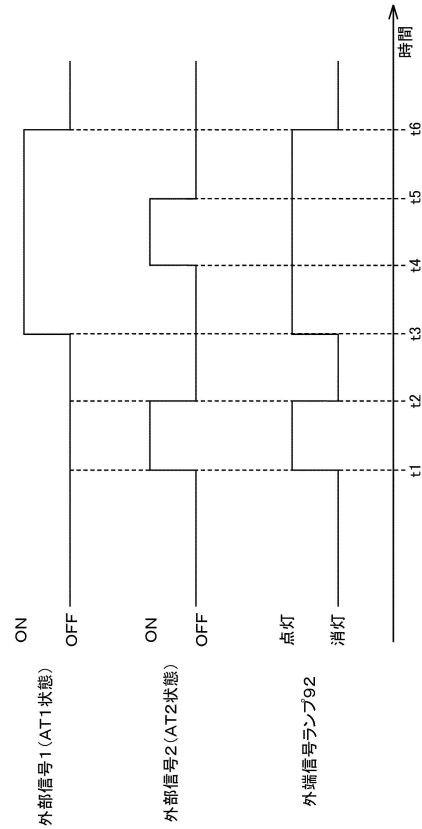 外部信号1(AT1状態)
ON
OFF
外部信号2(AT2状態)
ON
OFF
外端信号ランプ92
点灯
消灯
t1
t2
t3
t4
t5
t6
時間